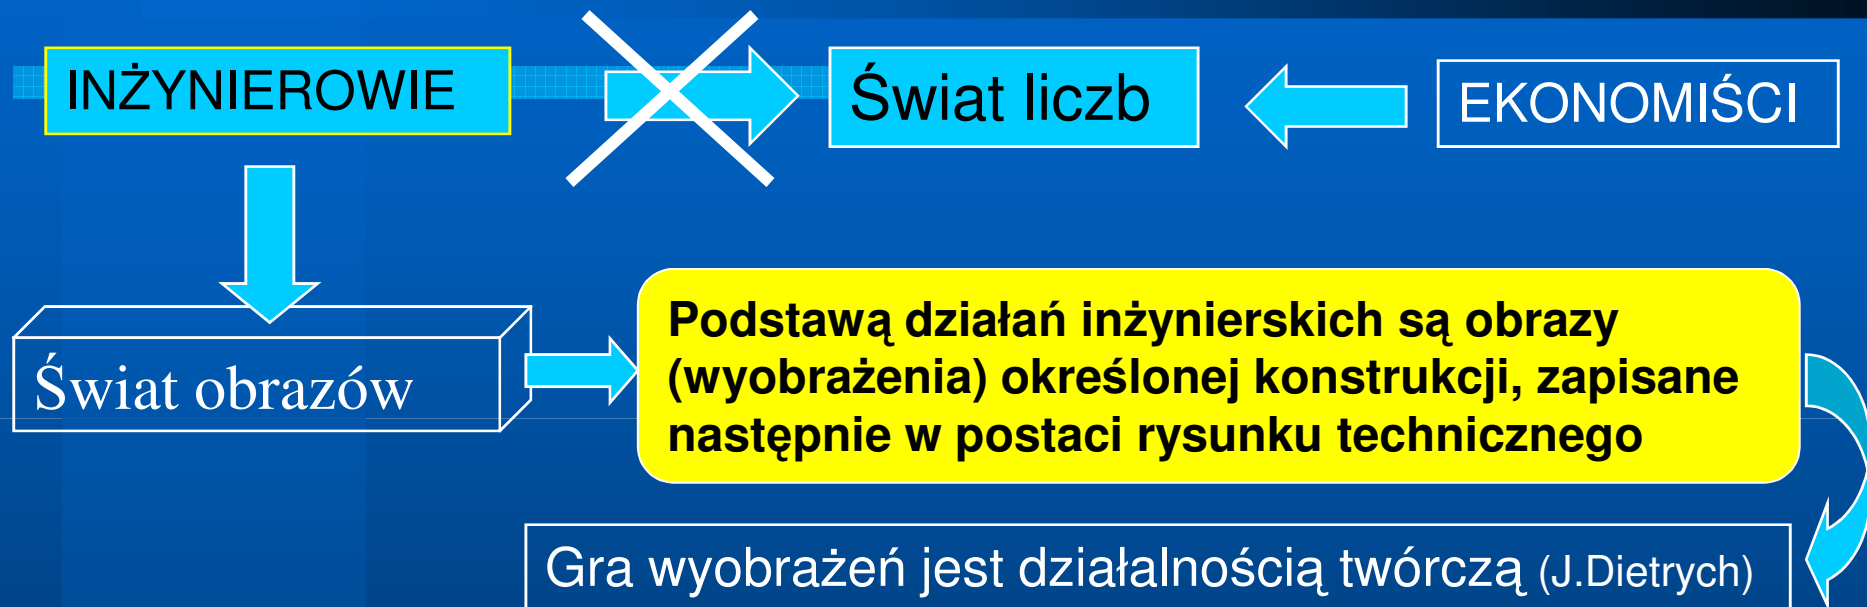 INŻYNIEROWIE
Świat liczb
EKONOMIŚCI
Świat obrazów
Podstawą działań inżynierskich są obrazy
(wyobrażenia) określonej konstrukcji, zapisane
następnie w postaci rysunku technicznego
Gra wyobrażeń jest działalnością twórczą (J.Dietrych)